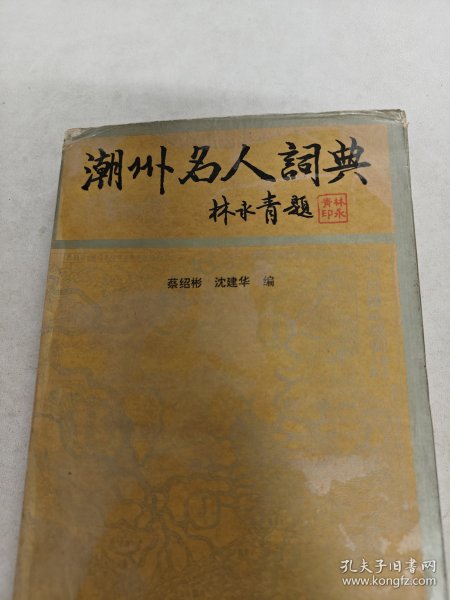 潮州名人詞典
林永青題
林永青印
蔡绍彬 沈建华 编
孔夫子旧书网
www.kongfz.com